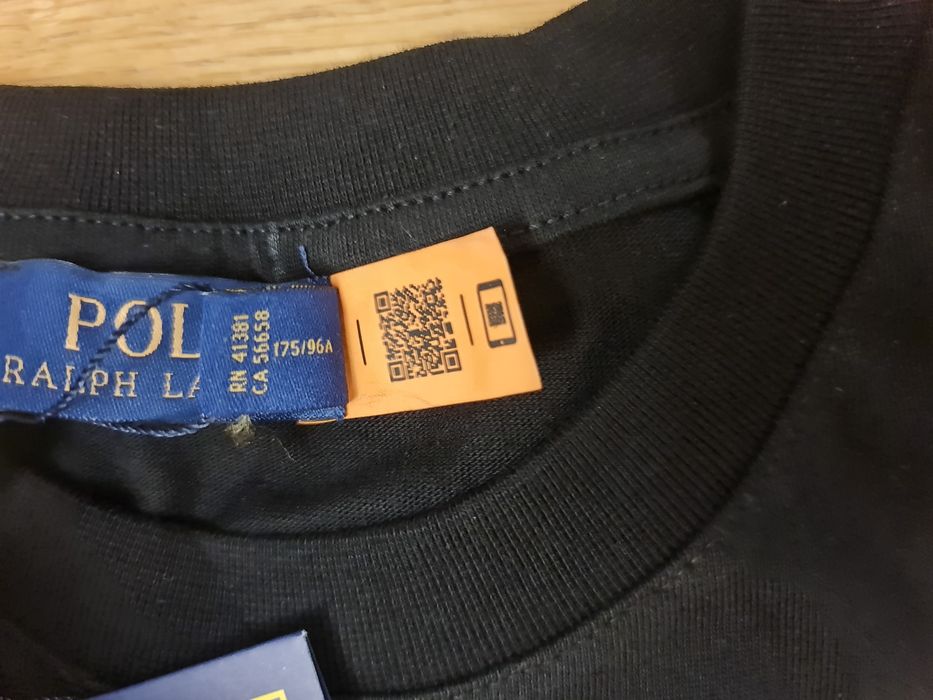 POL
RALPH LA
RN 41381
CA 56658
175/96A